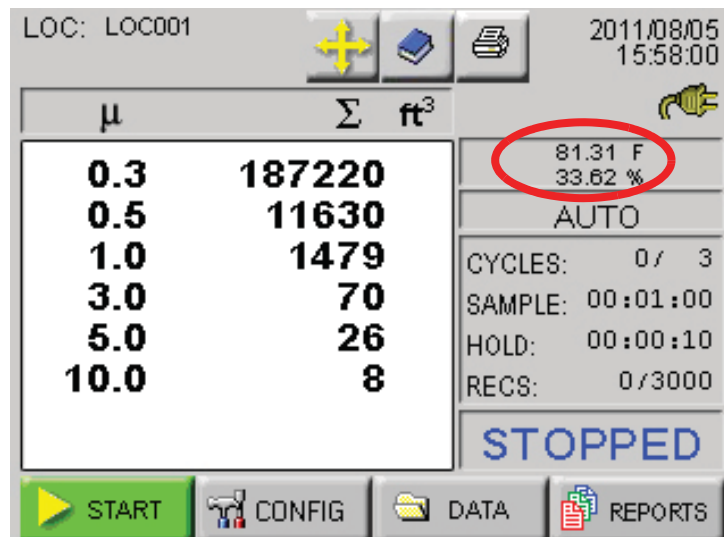 LOC: LOC001
2011/08/05
15:58:00
μ Σ ft³
0.3 187220
0.5 11630
1.0 1479
3.0 70
5.0 26
10.0 8
81.31 F
33.62 %
AUTO
CYCLES: 0/ 3
SAMPLE: 00:01:00
HOLD: 00:00:10
RECS: 0/3000
STOPPED
START
CONFIG
DATA
REPORTS